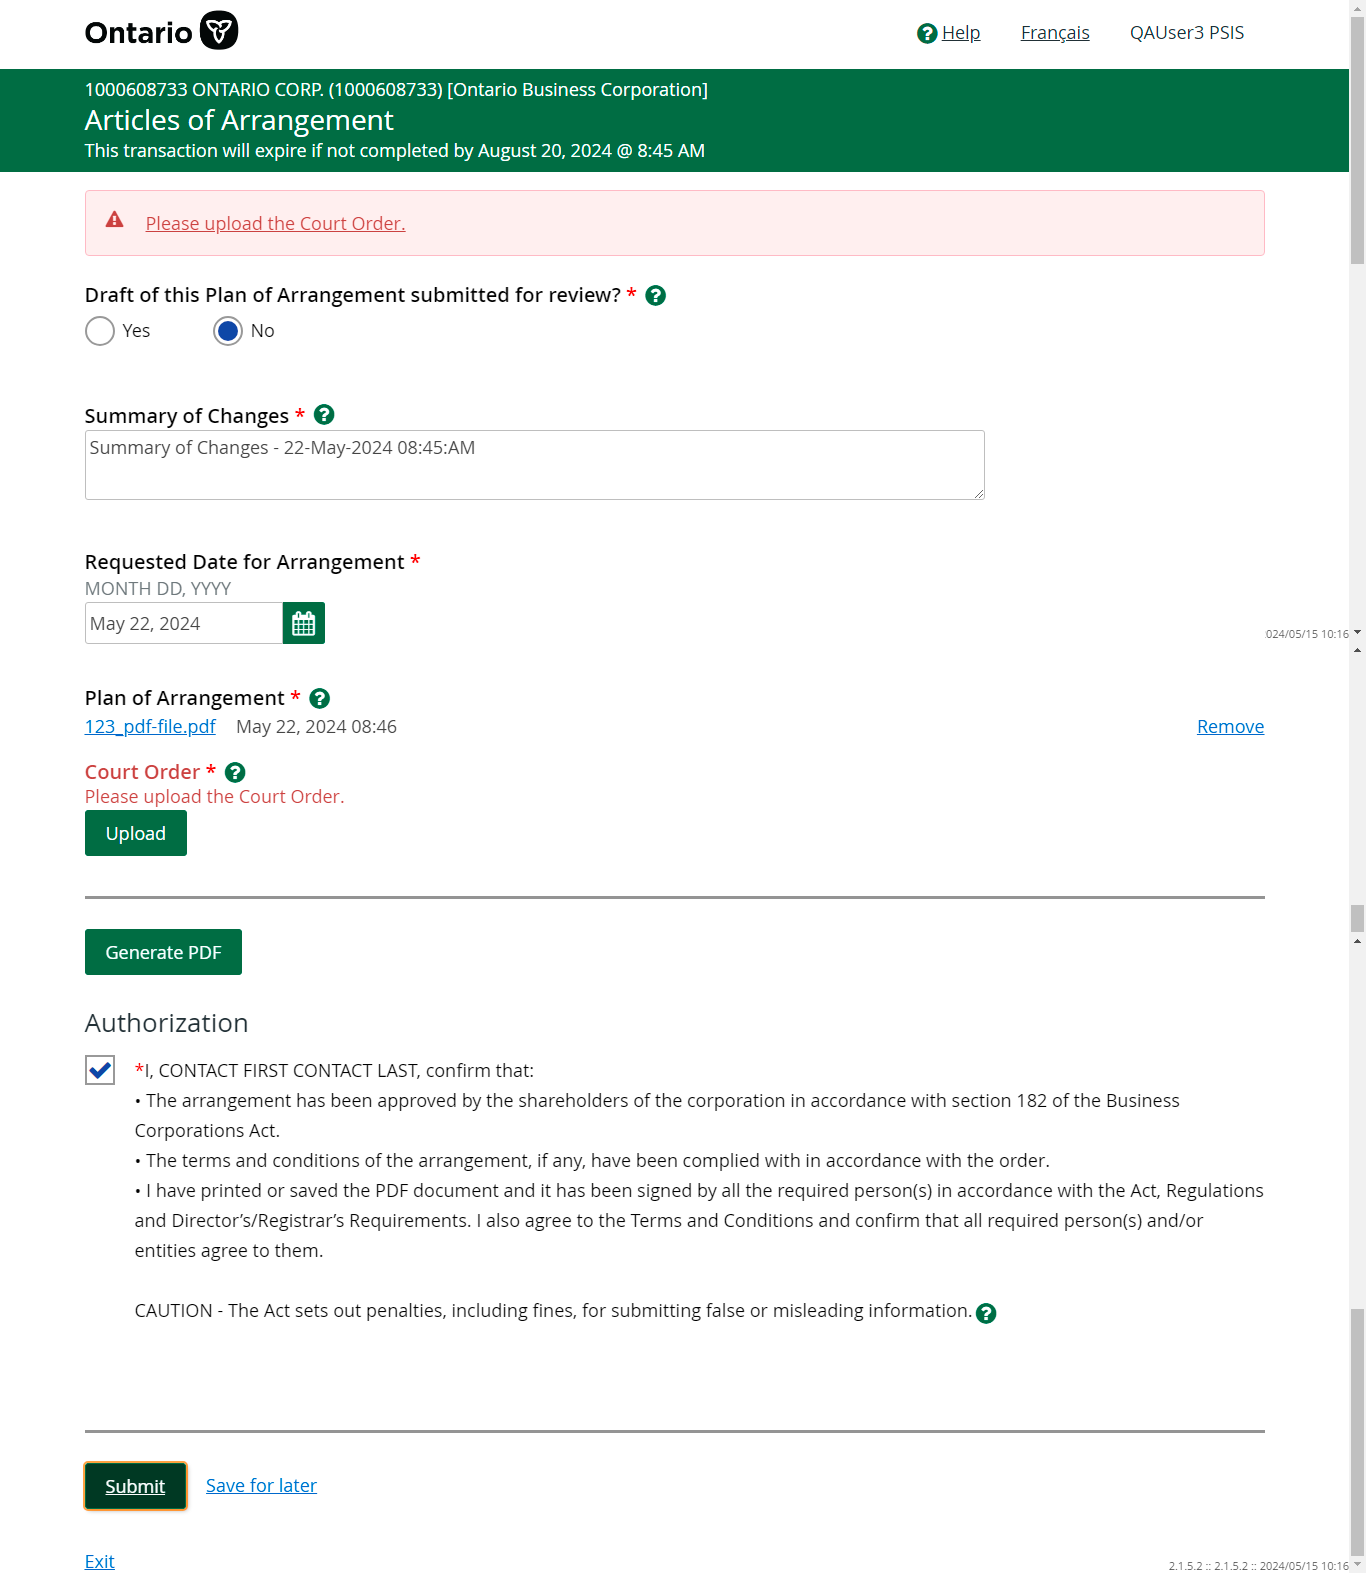 Ontario
Help Français QAUser3 PSIS
1000608733 ONTARIO CORP. (1000608733) [Ontario Business Corporation]
Articles of Arrangement
This transaction will expire if not completed by August 20, 2024 @ 8:45 AM
Please upload the Court Order.
Draft of this Plan of Arrangement submitted for review? *
Yes No
Summary of Changes *
Summary of Changes - 22-May-2024 08:45:AM
Requested Date for Arrangement *
MONTH DD, YYYY
May 22, 2024
024/05/15 10:16
Plan of Arrangement *
123_pdf-file.pdf May 22, 2024 08:46 Remove
Court Order *
Please upload the Court Order.
Upload
Generate PDF
Authorization
*I, CONTACT FIRST CONTACT LAST, confirm that:
• The arrangement has been approved by the shareholders of the corporation in accordance with section 182 of the Business
Corporations Act.
• The terms and conditions of the arrangement, if any, have been complied with in accordance with the order.
• I have printed or saved the PDF document and it has been signed by all the required person(s) in accordance with the Act, Regulations
and Director’s/Registrar’s Requirements. I also agree to the Terms and Conditions and confirm that all required person(s) and/or
entities agree to them.
CAUTION - The Act sets out penalties, including fines, for submitting false or misleading information.
Submit Save for later
Exit
2.1.5.2 :: 2.1.5.2 :: 2024/05/15 10:16